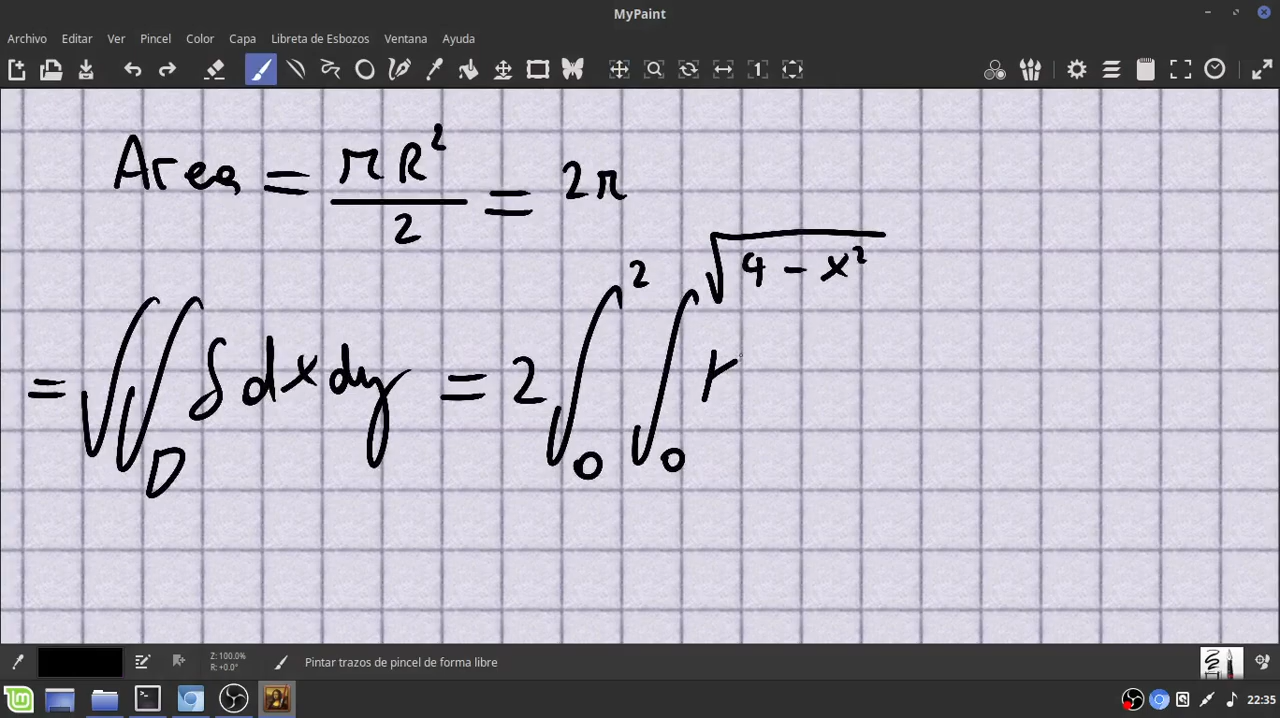 MyPaint
Archivo Editar Ver Pincel Color Capa Libreta de Esbozos Ventana Ayuda
Area = πR²/2 = 2π
= ∬_D δ dx dy = 2 ∫₀² ∫₀^√(4 - x²) r
Z: 100.0%
R: +0.0°
Pintar trazos de pincel de forma libre
22:35